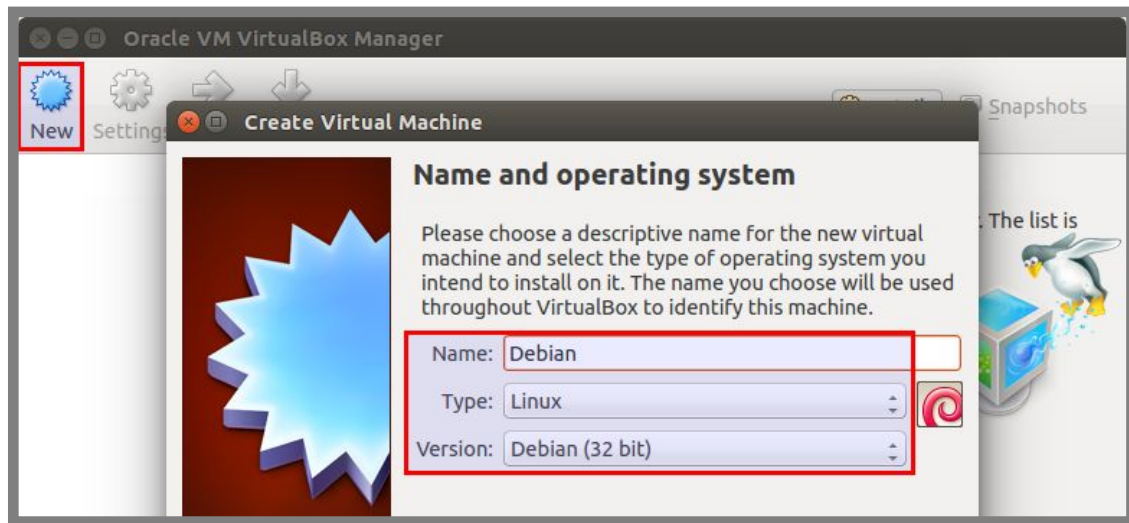 Oracle VM VirtualBox Manager
New
Settings
Snapshots
Create Virtual Machine
Name and operating system
. The list is
Please choose a descriptive name for the new virtual
machine and select the type of operating system you
intend to install on it. The name you choose will be used
throughout VirtualBox to identify this machine.
Name: Debian
Type: Linux
Version: Debian (32 bit)